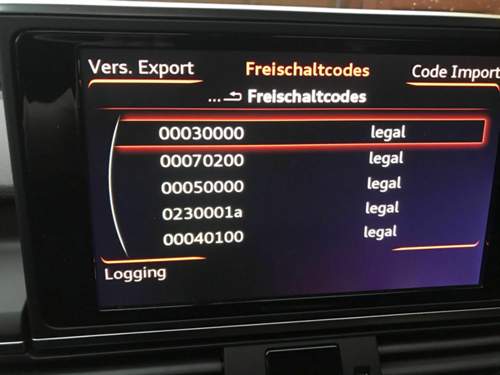 Vers. Export Freischaltcodes Code Import
...⮌ Freischaltcodes
00030000 legal
00070200 legal
00050000 legal
0230001a legal
00040100 legal
Logging